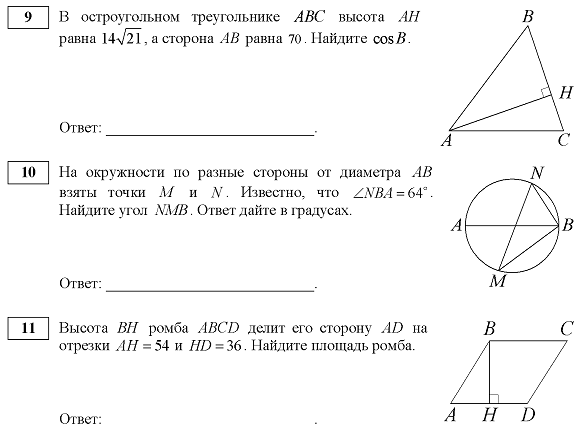 9 В остроугольном треугольнике ABC высота AH
равна 14√21, а сторона AB равна 70. Найдите cos B.
B
H
A
C
Ответ: ______________________.
10 На окружности по разные стороны от диаметра AB
взяты точки M и N. Известно, что ∠NBA = 64°.
Найдите угол NMB. Ответ дайте в градусах.
N
A
B
M
Ответ: ______________________.
11 Высота BH ромба ABCD делит его сторону AD на
отрезки AH = 54 и HD = 36. Найдите площадь ромба.
B
C
A
H
D
Ответ: ______________________.